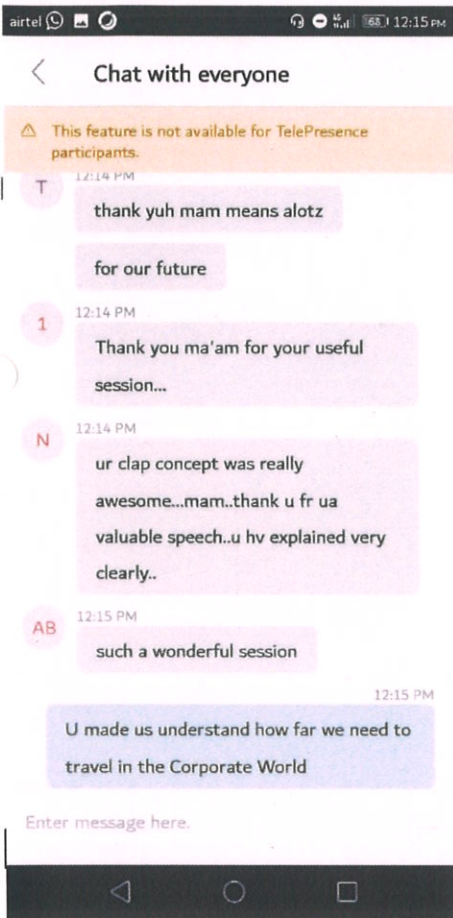 airtel 68 12:15 PM
Chat with everyone
This feature is not available for TelePresence
participants.
T
12:14 PM
thank yuh mam means alotz
for our future
1
12:14 PM
Thank you ma'am for your useful
session...
N
12:14 PM
ur clap concept was really
awesome...mam..thank u fr ua
valuable speech..u hv explained very
clearly..
AB
12:15 PM
such a wonderful session
12:15 PM
U made us understand how far we need to
travel in the Corporate World
Enter message here.